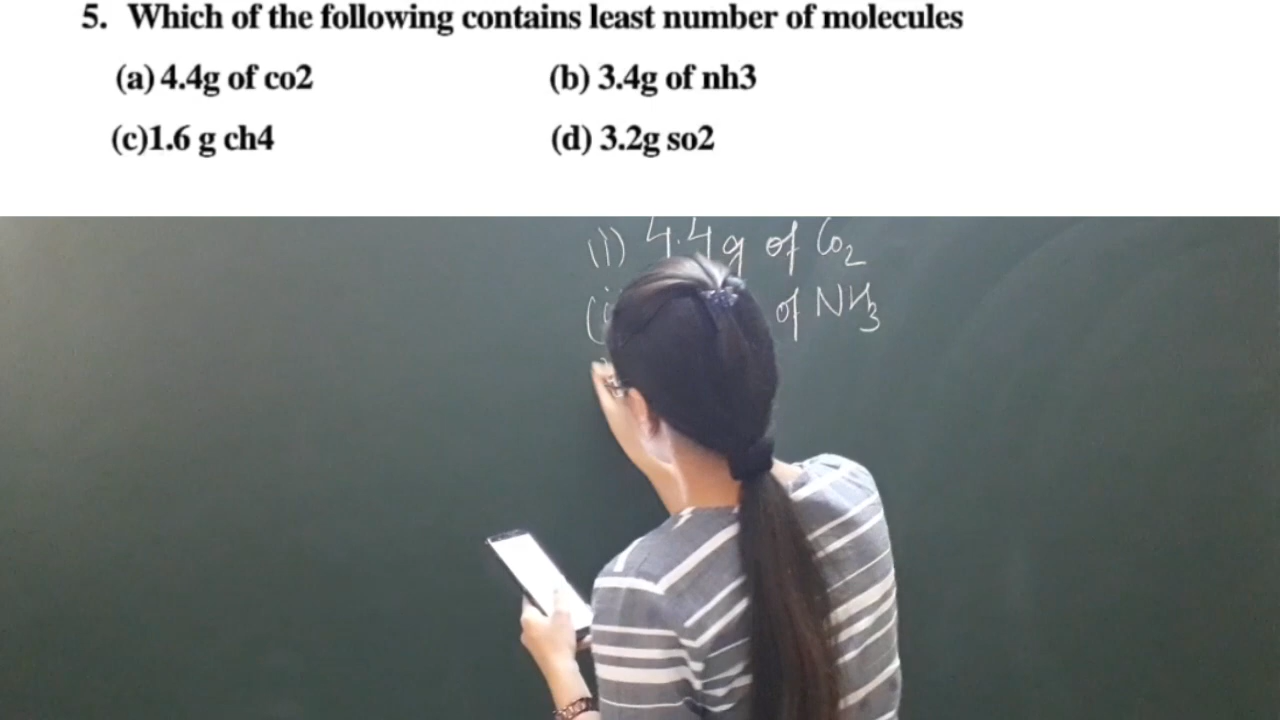 5. Which of the following contains least number of molecules
(a) 4.4g of co2 (b) 3.4g of nh3
(c)1.6 g ch4 (d) 3.2g so2
(i) 4.4g of Co2
(i of NH3